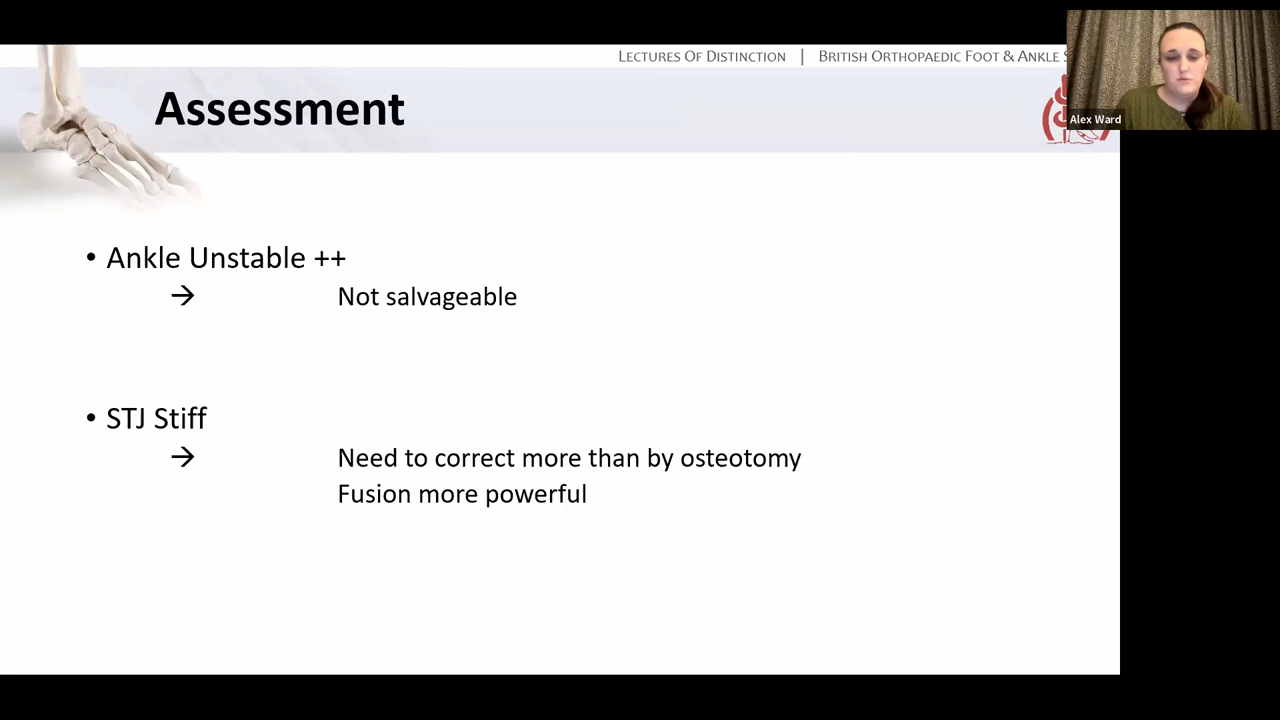 LECTURES OF DISTINCTION | BRITISH ORTHOPAEDIC FOOT & ANKLE
Alex Ward
Assessment
• Ankle Unstable ++
→ Not salvageable
• STJ Stiff
→ Need to correct more than by osteotomy
Fusion more powerful